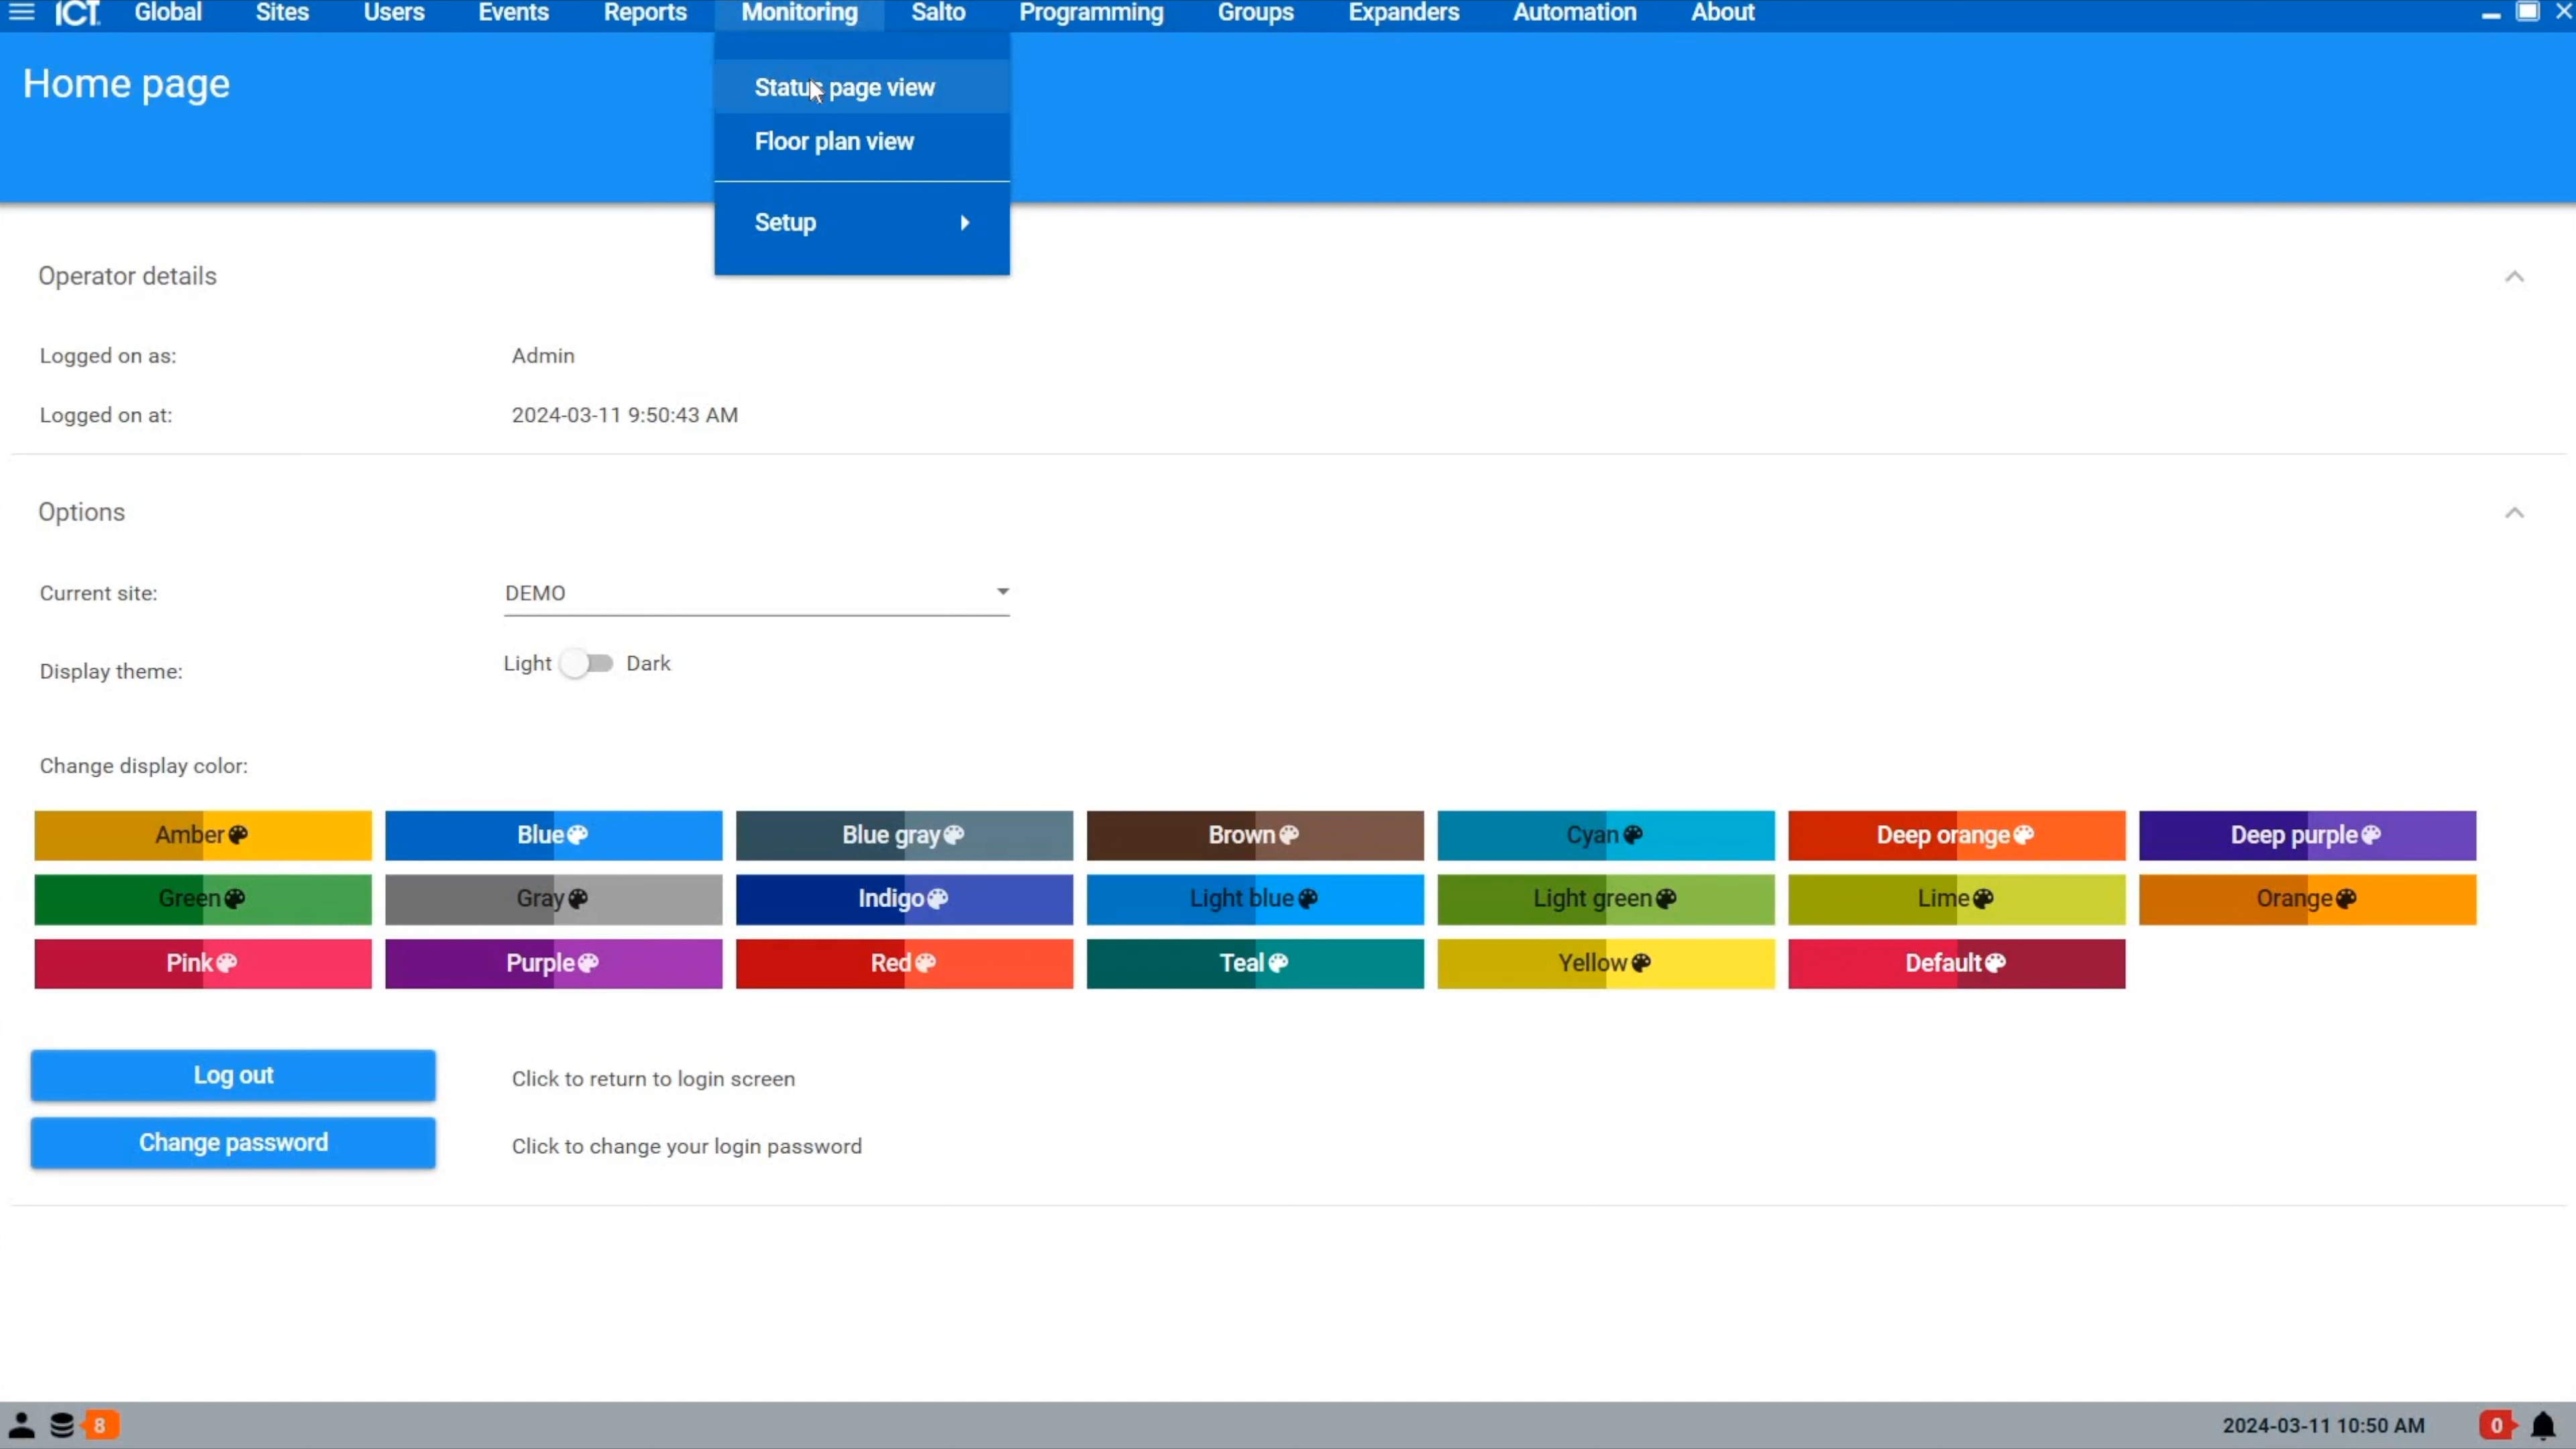 ICT Global Sites Users Events Reports Monitoring Salto Programming Groups Expanders Automation About
Home page
Status page view
Floor plan view
Setup
Operator details
Logged on as: Admin
Logged on at: 2024-03-11 9:50:43 AM
Options
Current site: DEMO
Display theme: Light Dark
Change display color:
Amber Blue Blue gray Brown Cyan Deep orange Deep purple
Green Gray Indigo Light blue Light green Lime Orange
Pink Purple Red Teal Yellow Default
Log out Click to return to login screen
Change password Click to change your login password
8 2024-03-11 10:50 AM 0